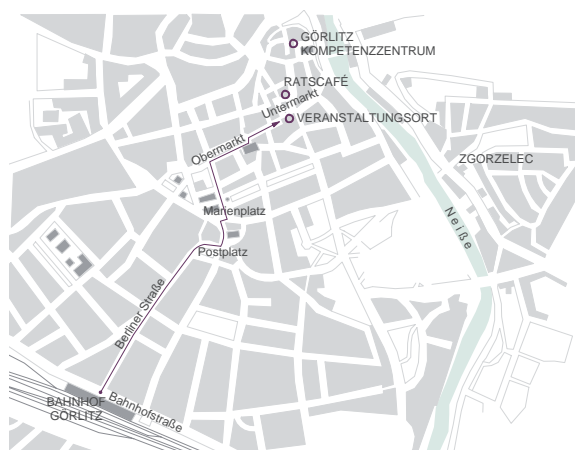 GÖRLITZ
KOMPETENZZENTRUM
RATSCAFÉ
Untermarkt
VERANSTALTUNGSORT
Obermarkt
ZGORZELEC
Marienplatz
Neiße
Postplatz
Berliner Straße
BAHNHOF
GÖRLITZ
Bahnhofstraße